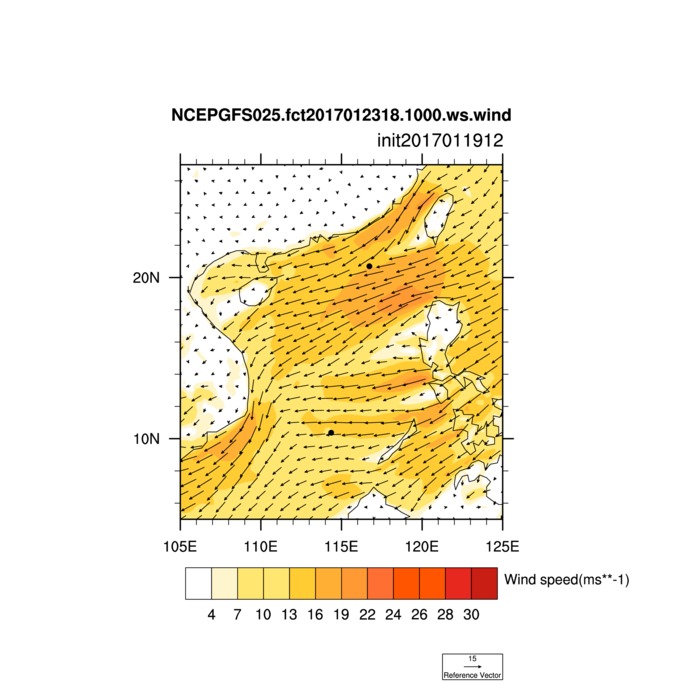 NCEPGFS025.fct2017012318.1000.ws.wind
init2017011912
20N
10N
105E 110E 115E 120E 125E
Wind speed(ms**-1)
4 7 10 13 16 19 22 24 26 28 30
15
Reference Vector